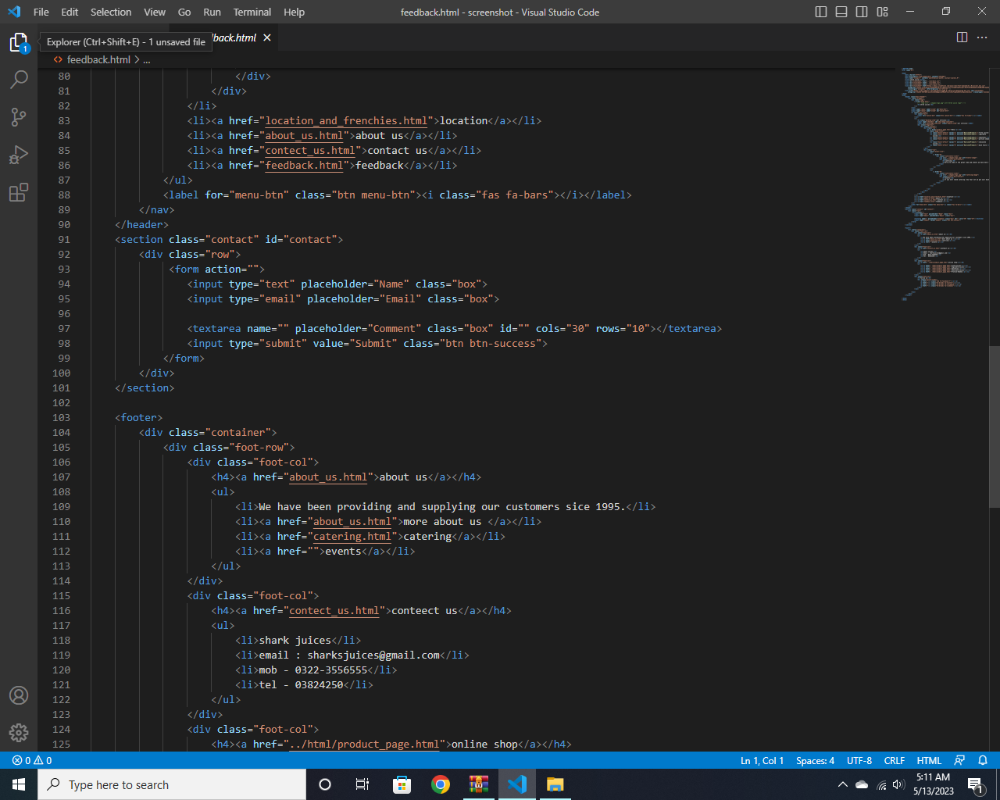 File Edit Selection View Go Run Terminal Help feedback.html - screenshot - Visual Studio Code
Explorer (Ctrl+Shift+E) - 1 unsaved file back.html
1
feedback.html > ...
80 </div>
81 </div>
82 </li>
83 <li><a href="location_and_frenchies.html">location</a></li>
84 <li><a href="about_us.html">about us</a></li>
85 <li><a href="contect_us.html">contact us</a></li>
86 <li><a href="feedback.html">feedback</a></li>
87 </ul>
88 <label for="menu-btn" class="btn menu-btn"><i class="fas fa-bars"></i></label>
89 </nav>
90 </header>
91 <section class="contact" id="contact">
92 <div class="row">
93 <form action="">
94 <input type="text" placeholder="Name" class="box">
95 <input type="email" placeholder="Email" class="box">
96
97 <textarea name="" placeholder="Comment" class="box" id="" cols="30" rows="10"></textarea>
98 <input type="submit" value="Submit" class="btn btn-success">
99 </form>
100 </div>
101 </section>
102
103 <footer>
104 <div class="container">
105 <div class="foot-row">
106 <div class="foot-col">
107 <h4><a href="about_us.html">about us</a></h4>
108 <ul>
109 <li>We have been providing and supplying our customers sice 1995.</li>
110 <li><a href="about_us.html">more about us </a></li>
111 <li><a href="catering.html">catering</a></li>
112 <li><a href="">events</a></li>
113 </ul>
114 </div>
115 <div class="foot-col">
116 <h4><a href="contect_us.html">conteect us</a></h4>
117 <ul>
118 <li>shark juices</li>
119 <li>email : sharksjuices@gmail.com</li>
120 <li>mob - 0322-3556555</li>
121 <li>tel - 03824250</li>
122 </ul>
123 </div>
124 <div class="foot-col">
125 <h4><a href="../html/product_page.html">online shop</a></h4>
0 0 Ln 1, Col 1 Spaces: 4 UTF-8 CRLF HTML
Type here to search 5:11 AM
5/13/2023 1